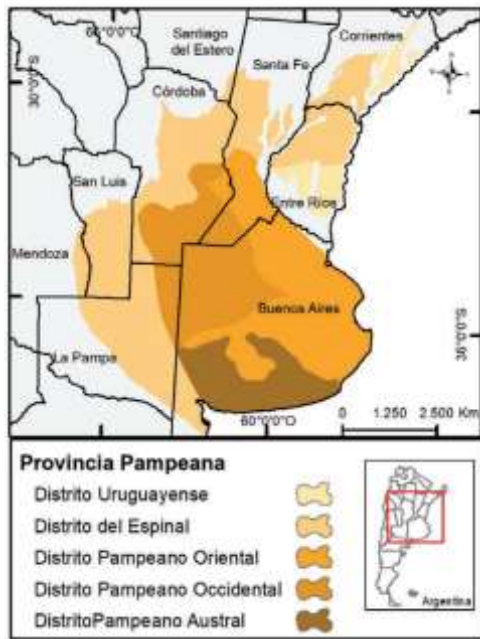 60°0'0"O
Santiago
del Estero
Corrientes
Santa Fe
30°0'0"S
Córdoba
San Luis
Entre Ríos
Mendoza
Buenos Aires
36°0'0"S
La Pampa
60°0'0"O
0 1.250 2.500 Km
Provincia Pampeana
Distrito Uruguayense
Distrito del Espinal
Distrito Pampeano Oriental
Distrito Pampeano Occidental
DistritoPampeano Austral
Argentina